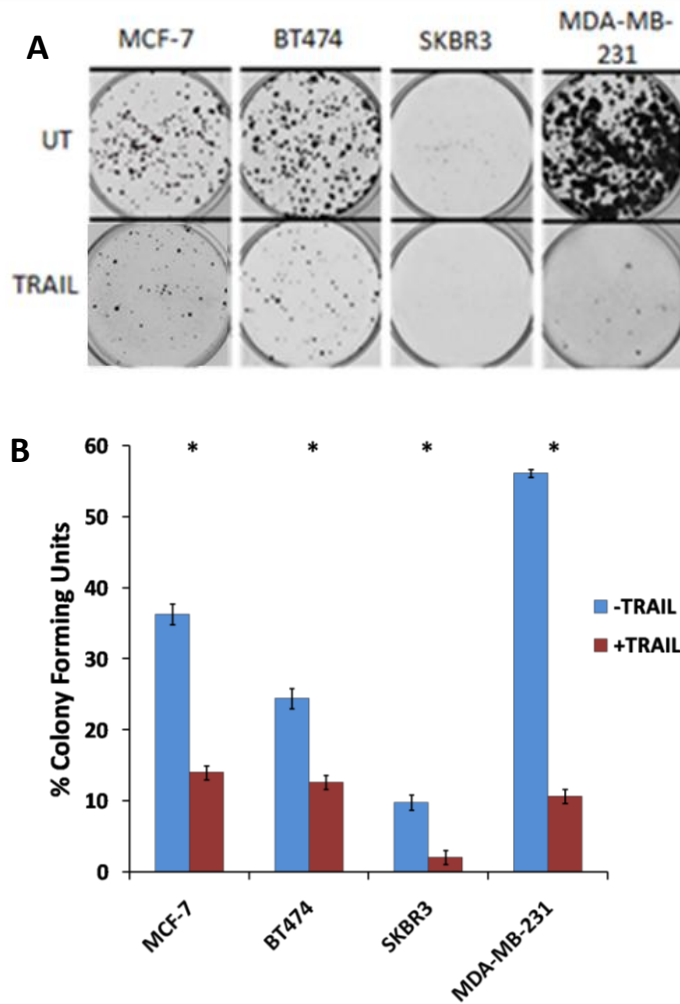 A
MCF-7 BT474 SKBR3 MDA-MB-
231
UT
TRAIL
B
* * * *
60
50
40
30
20
10
0
% Colony Forming Units
-TRAIL
+TRAIL
MCF-7 BT474 SKBR3 MDA-MB-231